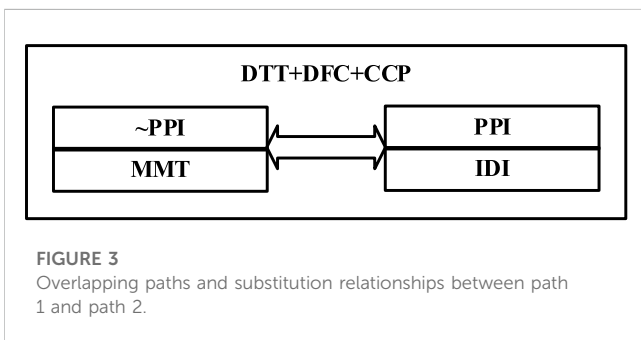 DTT+DFC+CCP
~PPI
PPI
MMT
IDI
FIGURE 3
Overlapping paths and substitution relationships between path
1 and path 2.